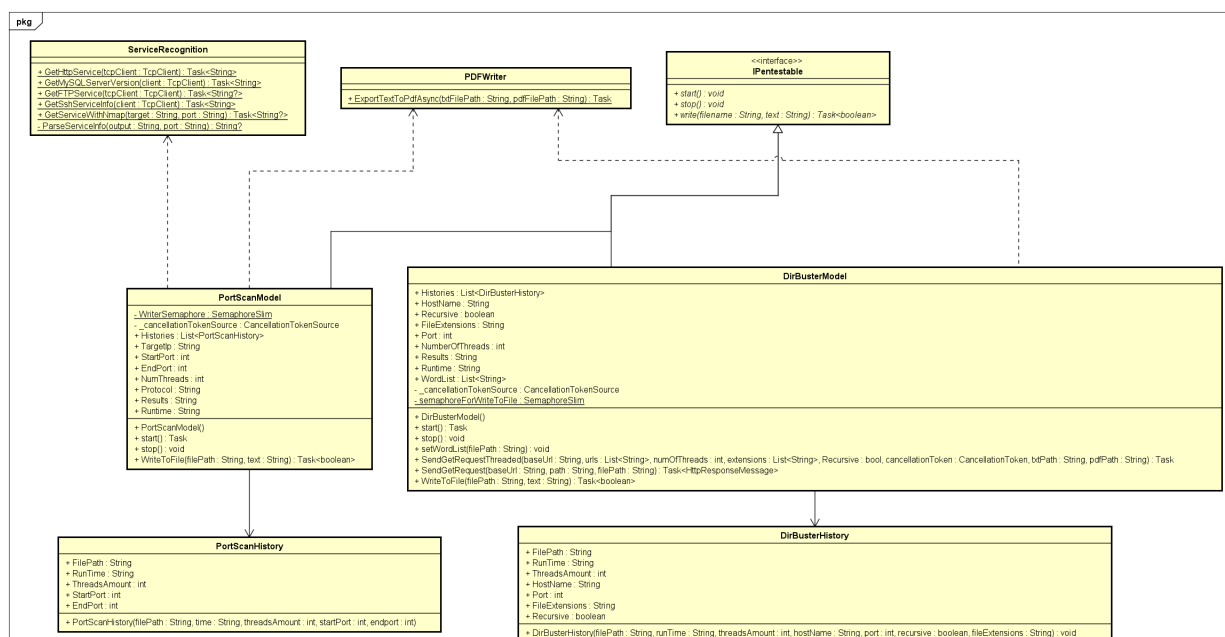 pkg
ServiceRecognition
+ GetHttpService(tcpClient : TcpClient) : Task<String>
+ GetMySQLServerVersion(client : TcpClient) : Task<String>
+ GetFTPService(tcpClient : TcpClient) : Task<String?>
+ GetSshServiceInfo(client : TcpClient) : Task<String>
+ GetServiceWithNmap(target : String, port : String) : Task<String?>
- ParseServiceInfo(output : String, port : String) : String?
PDFWriter
+ ExportTextToPdfAsync(txtFilePath : String, pdfFilePath : String) : Task
<<interface>>
IPentestable
+ start() : void
+ stop() : void
+ write(filename : String, text : String) : Task<boolean>
PortScanModel
- WriterSemaphore : SemaphoreSlim
- _cancellationTokenSource : CancellationTokenSource
+ Histories : List<PortScanHistory>
+ TargetIp : String
+ StartPort : int
+ EndPort : int
+ NumThreads : int
+ Protocol : String
+ Results : String
+ Runtime : String
+ PortScanModel()
+ start() : Task
+ stop() : void
+ WriteToFile(filePath : String, text : String) : Task<boolean>
DirBusterModel
+ Histories : List<DirBusterHistory>
+ HostName : String
+ Recursive : boolean
+ FileExtensions : String
+ Port : int
+ NumberOfThreads : int
+ Results : String
+ Runtime : String
+ WordList : List<String>
- _cancellationTokenSource : CancellationTokenSource
- semaphoreForWriteToFile : SemaphoreSlim
+ DirBusterModel()
+ start() : Task
+ stop() : void
+ setWordList(filePath : String) : void
+ SendGetRequestThreaded(baseUrl : String, urls : List<String>, numOfThreads : int, extensions : List<String>, Recursive : bool, cancellationToken : CancellationToken, txtPath : String, pdfPath : String) : Task
+ SendGetRequest(baseUrl : String, path : String, filePath : String) : Task<HttpResponseMessage>
+ WriteToFile(filePath : String, text : String) : Task<boolean>
PortScanHistory
+ FilePath : String
+ RunTime : String
+ ThreadsAmount : int
+ StartPort : int
+ EndPort : int
+ PortScanHistory(filePath : String, time : String, threadsAmount : int, startPort : int, endport : int)
DirBusterHistory
+ FilePath : String
+ RunTime : String
+ ThreadsAmount : int
+ HostName : String
+ Port : int
+ FileExtensions : String
+ Recursive : boolean
+ DirBusterHistory(filePath : String, runTime : String, threadsAmount : int, hostName : String, port : int, recursive : boolean, fileExtensions : String) : void